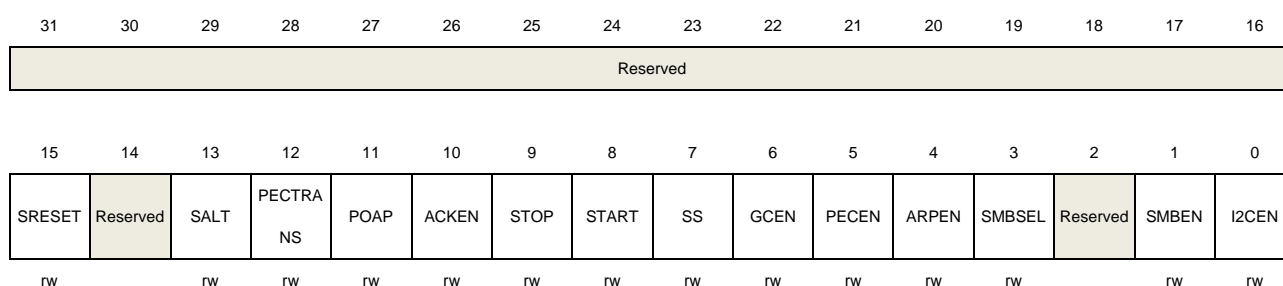 31 30 29 28 27 26 25 24 23 22 21 20 19 18 17 16
Reserved
15 14 13 12 11 10 9 8 7 6 5 4 3 2 1 0
SRESET Reserved SALT PECTRA NS POAP ACKEN STOP START SS GCEN PECEN ARPEN SMBSEL Reserved SMBEN I2CEN
rw rw rw rw rw rw rw rw rw rw rw rw rw rw